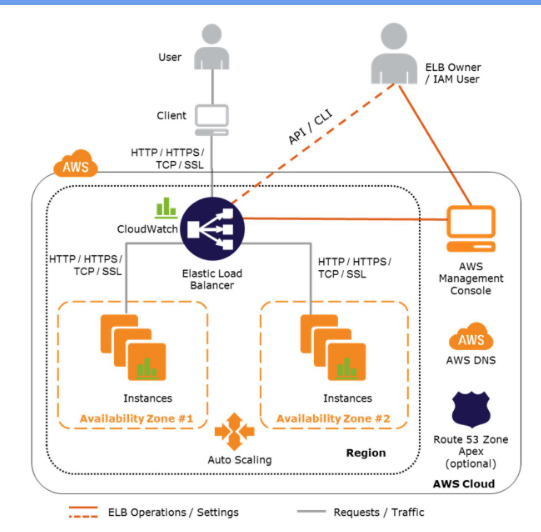 User
ELB Owner
/ IAM User
Client
API / CLI
HTTP / HTTPS /
TCP / SSL
AWS
CloudWatch
HTTP / HTTPS /
TCP / SSL
Elastic Load
Balancer
HTTP / HTTPS /
TCP / SSL
AWS
Management
Console
AWS
AWS DNS
Instances
Instances
Availability Zone #1
Availability Zone #2
Auto Scaling
Region
Route 53 Zone
Apex
(optional)
AWS Cloud
ELB Operations / Settings
Requests / Traffic